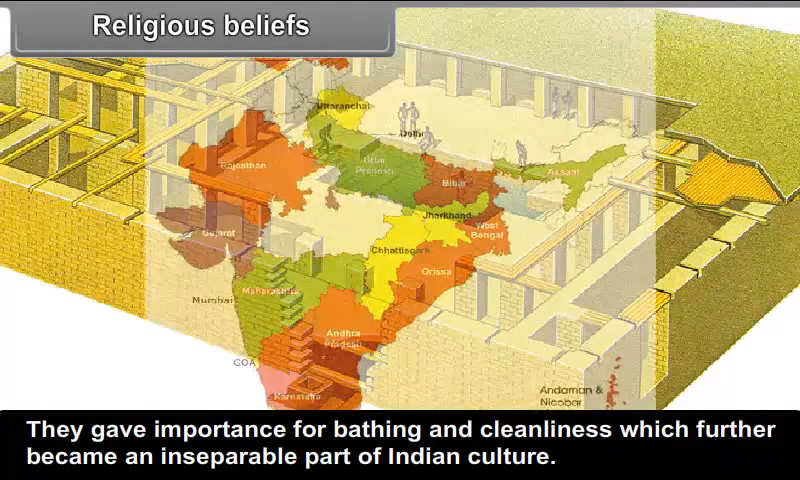 Religious beliefs
Uttaranchal
Delhi
Rajasthan
Uttar
Pradesh
Bihar
Assam
Jharkhand
West
Bengal
Gujarat
Chhattisgarh
Orissa
Maharashtra
Mumbai
Andhra
Pradesh
GOA
Karnataka
Andaman &
Nicobar
They gave importance for bathing and cleanliness which further
became an inseparable part of Indian culture.